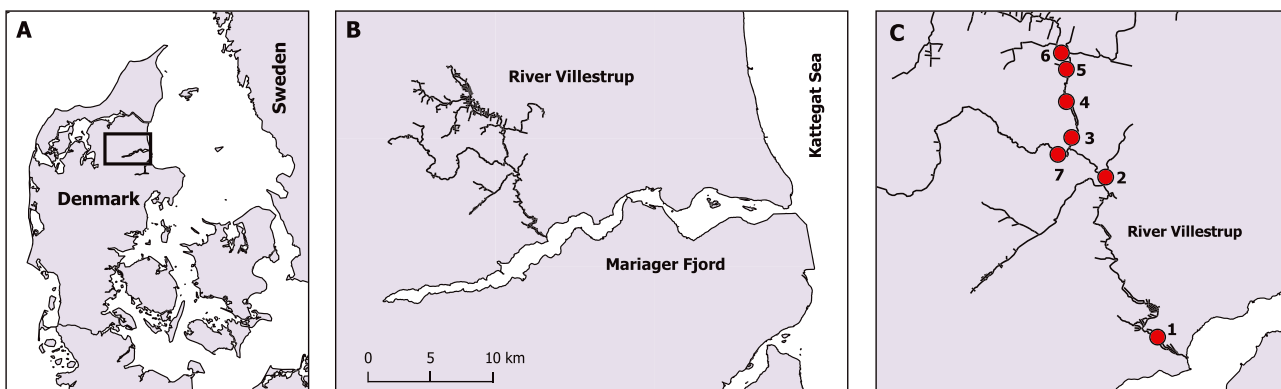 A
Sweden
Denmark
B
River Villestrup
Kattegat Sea
Mariager Fjord
0 5 10 km
C
6
5
4
3
7
2
River Villestrup
1